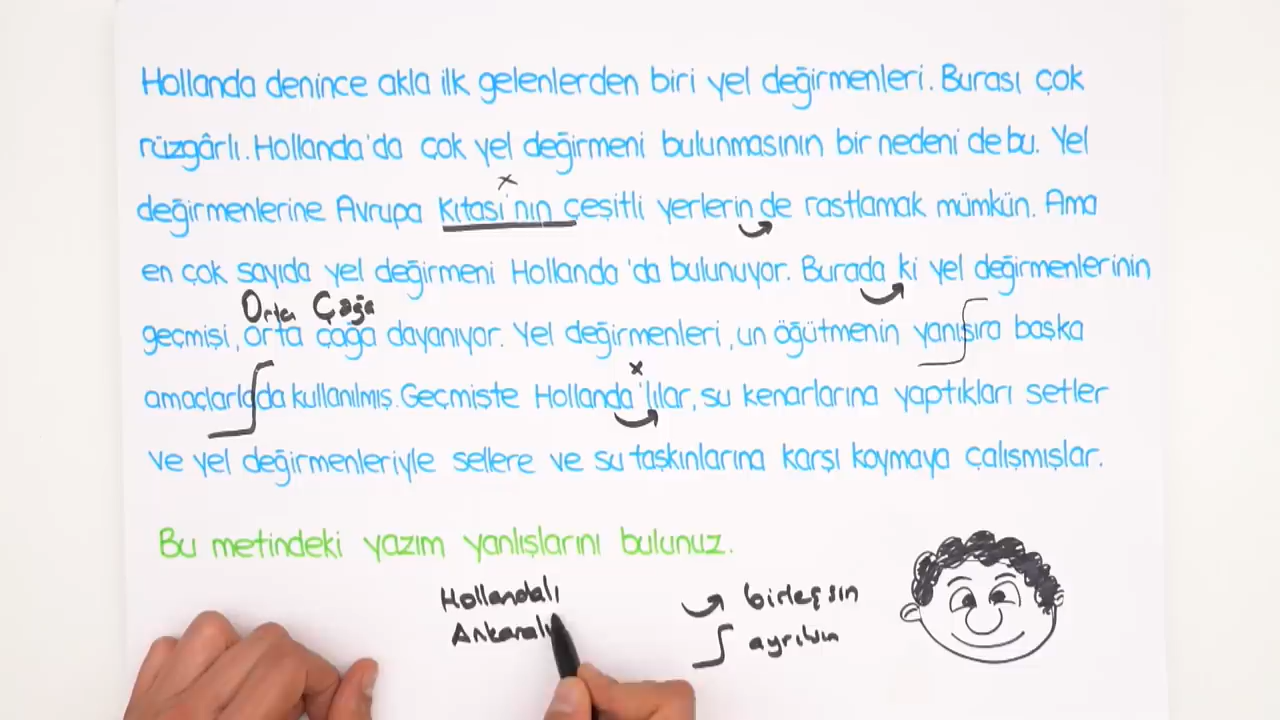 Hollanda denince akla ilk gelenlerden biri yel değirmenleri. Burası çok
rüzgârlı. Hollanda'da çok yel değirmeni bulunmasının bir nedeni de bu. Yel
x
değirmenlerine Avrupa Kıtası'nın çeşitli yerlerin de rastlamak mümkün. Ama
en çok sayıda yel değirmeni Hollanda'da bulunuyor. Burada ki yel değirmenlerinin
Orta Çağa
geçmişi, orta çağa dayanıyor. Yel değirmenleri, un öğütmenin yanısıra başka
x
amaçlarlada kullanılmış. Geçmişte Hollanda'lılar, su kenarlarına yaptıkları setler
ve yel değirmenleriyle sellere ve su taşkınlarına karşı koymaya çalışmışlar.
Bu metindeki yazım yanlışlarını bulunuz.
Hollandalı birleşsin
Ankaralı ayrılsın